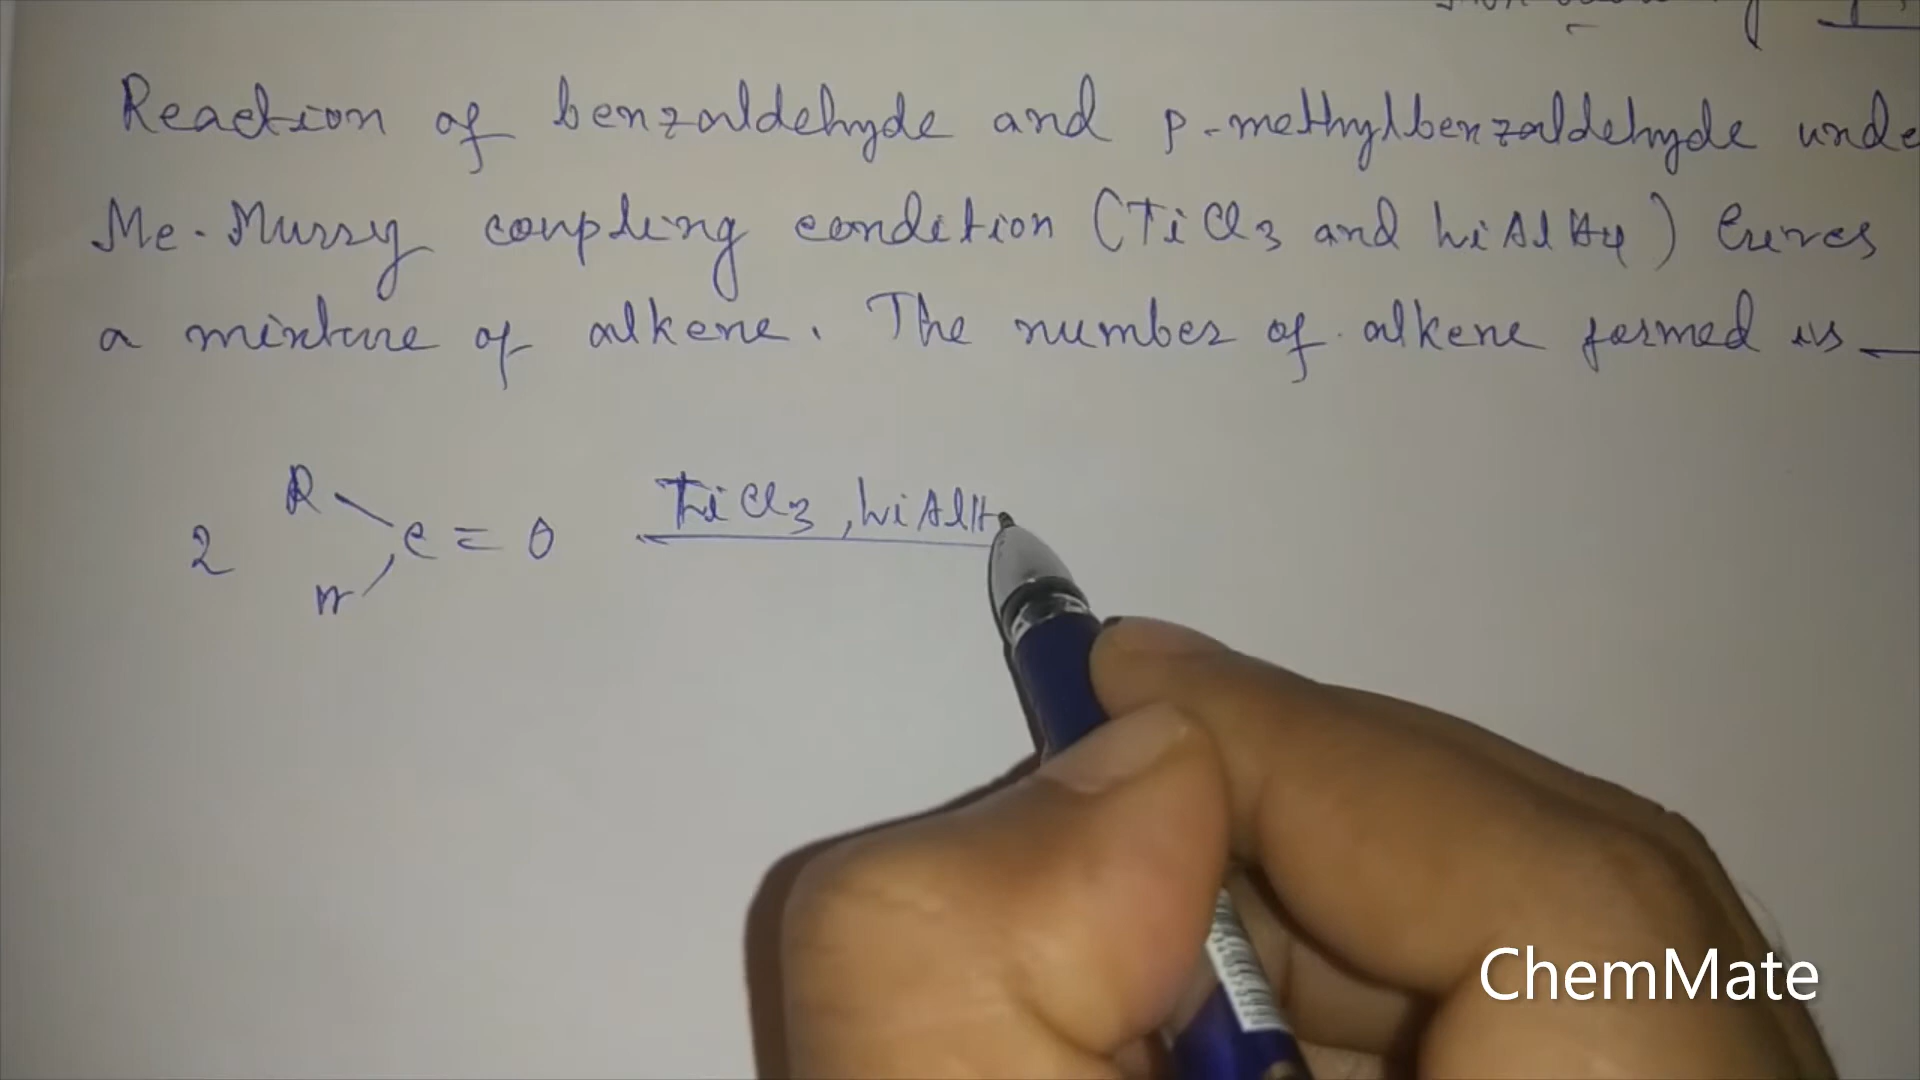 Reaction of benzaldehyde and p-methylbenzaldehyde unde
Mc-Murry coupling condition (TiCl3 and LiAlH4) Gives
a mixture of alkene. The number of alkene formed is
R
TiCl3, LiAlH
2 C = O
H
ChemMate